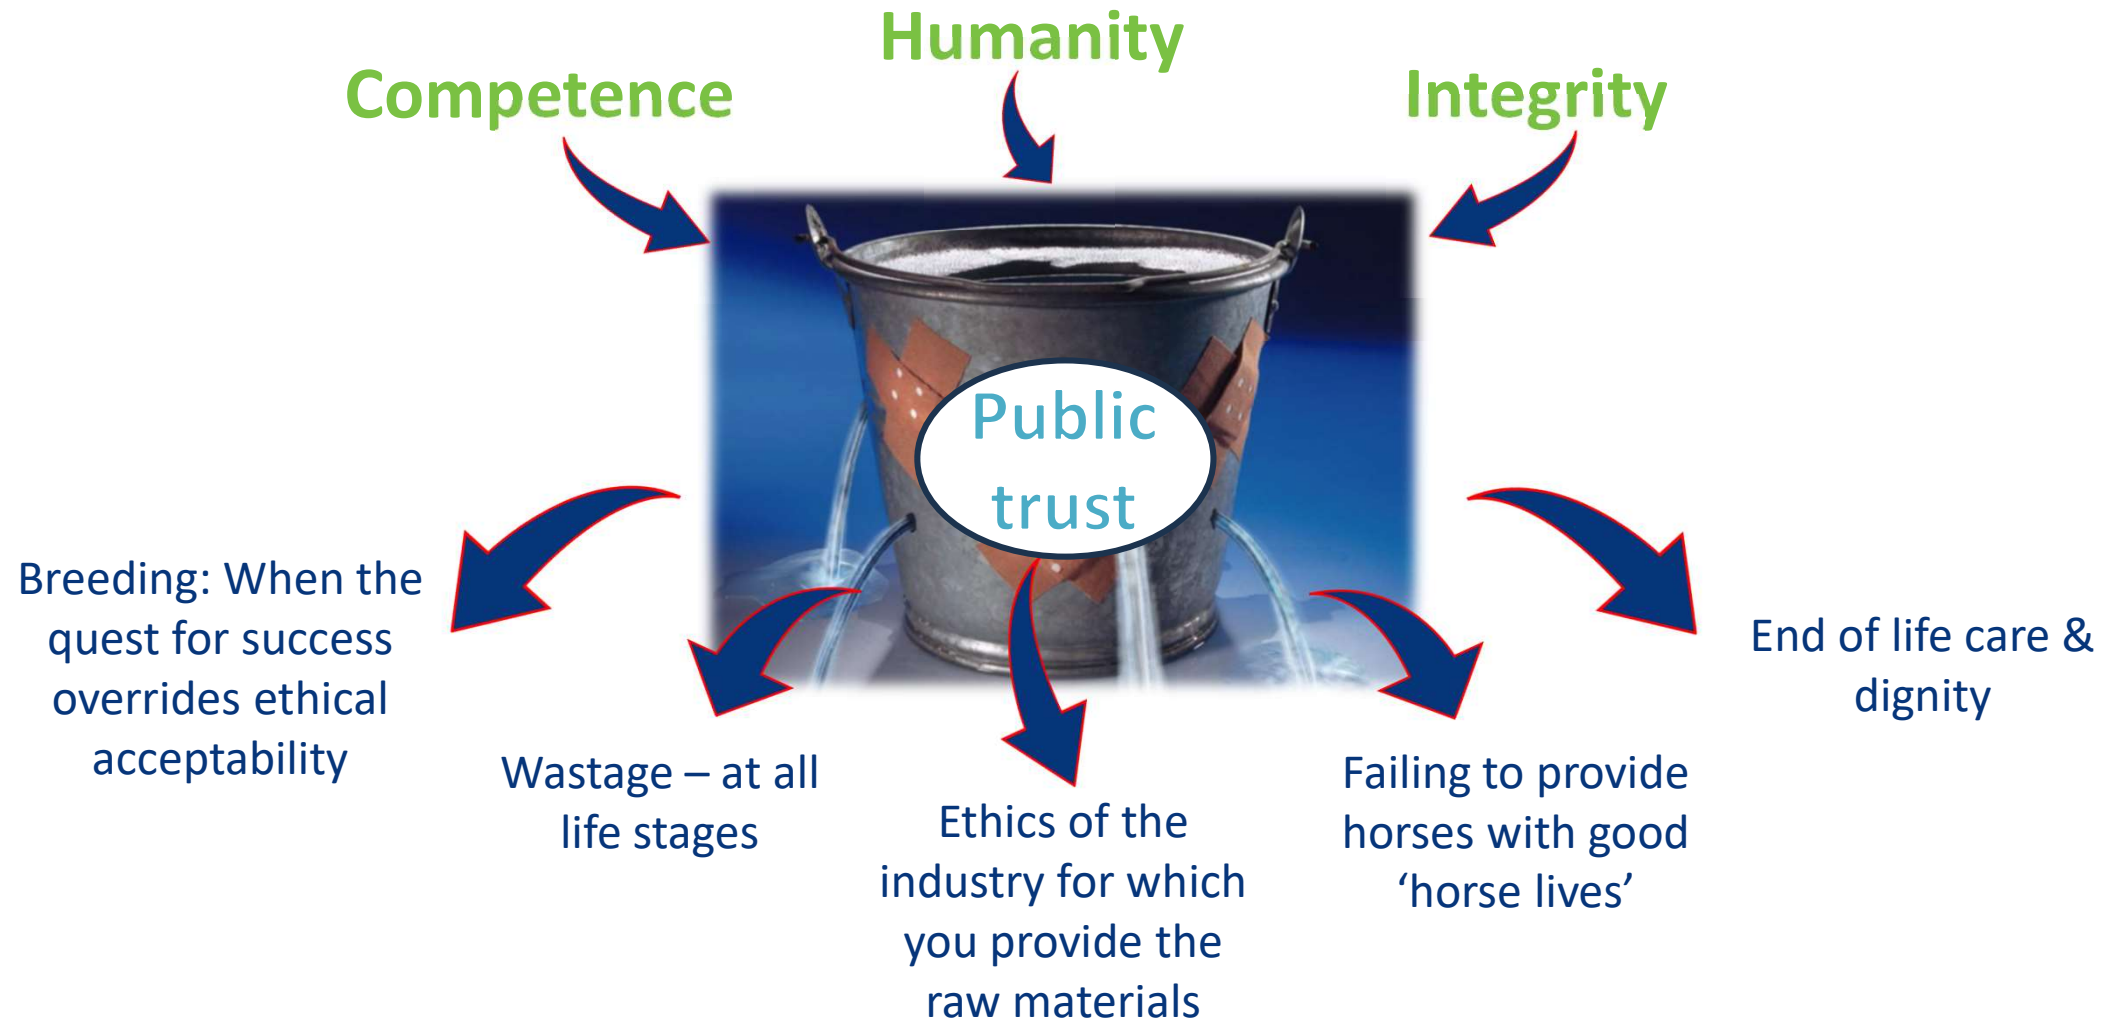 Humanity
Competence
Integrity
Public
trust
Breeding: When the
quest for success
overrides ethical
acceptability
Wastage – at all
life stages
Ethics of the
industry for which
you provide the
raw materials
Failing to provide
horses with good
‘horse lives’
End of life care &
dignity